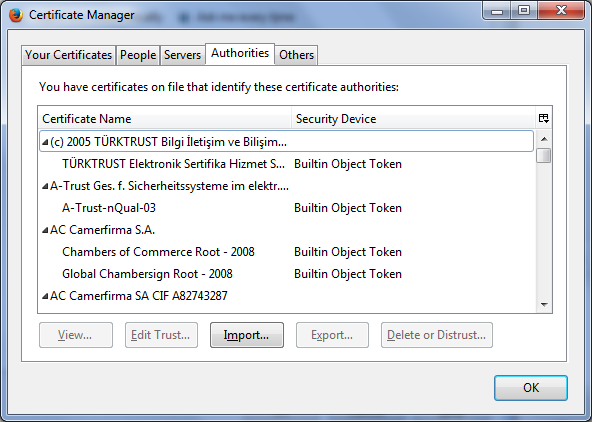 Certificate Manager
Your Certificates People Servers Authorities Others
You have certificates on file that identify these certificate authorities:
Certificate Name Security Device
(c) 2005 TÜRKTRUST Bilgi İletişim ve Bilişim...
TÜRKTRUST Elektronik Sertifika Hizmet S... Builtin Object Token
A-Trust Ges. f. Sicherheitssysteme im elektr....
A-Trust-nQual-03 Builtin Object Token
AC Camerfirma S.A.
Chambers of Commerce Root - 2008 Builtin Object Token
Global Chambersign Root - 2008 Builtin Object Token
AC Camerfirma SA CIF A82743287
View... Edit Trust... Import... Export... Delete or Distrust...
OK